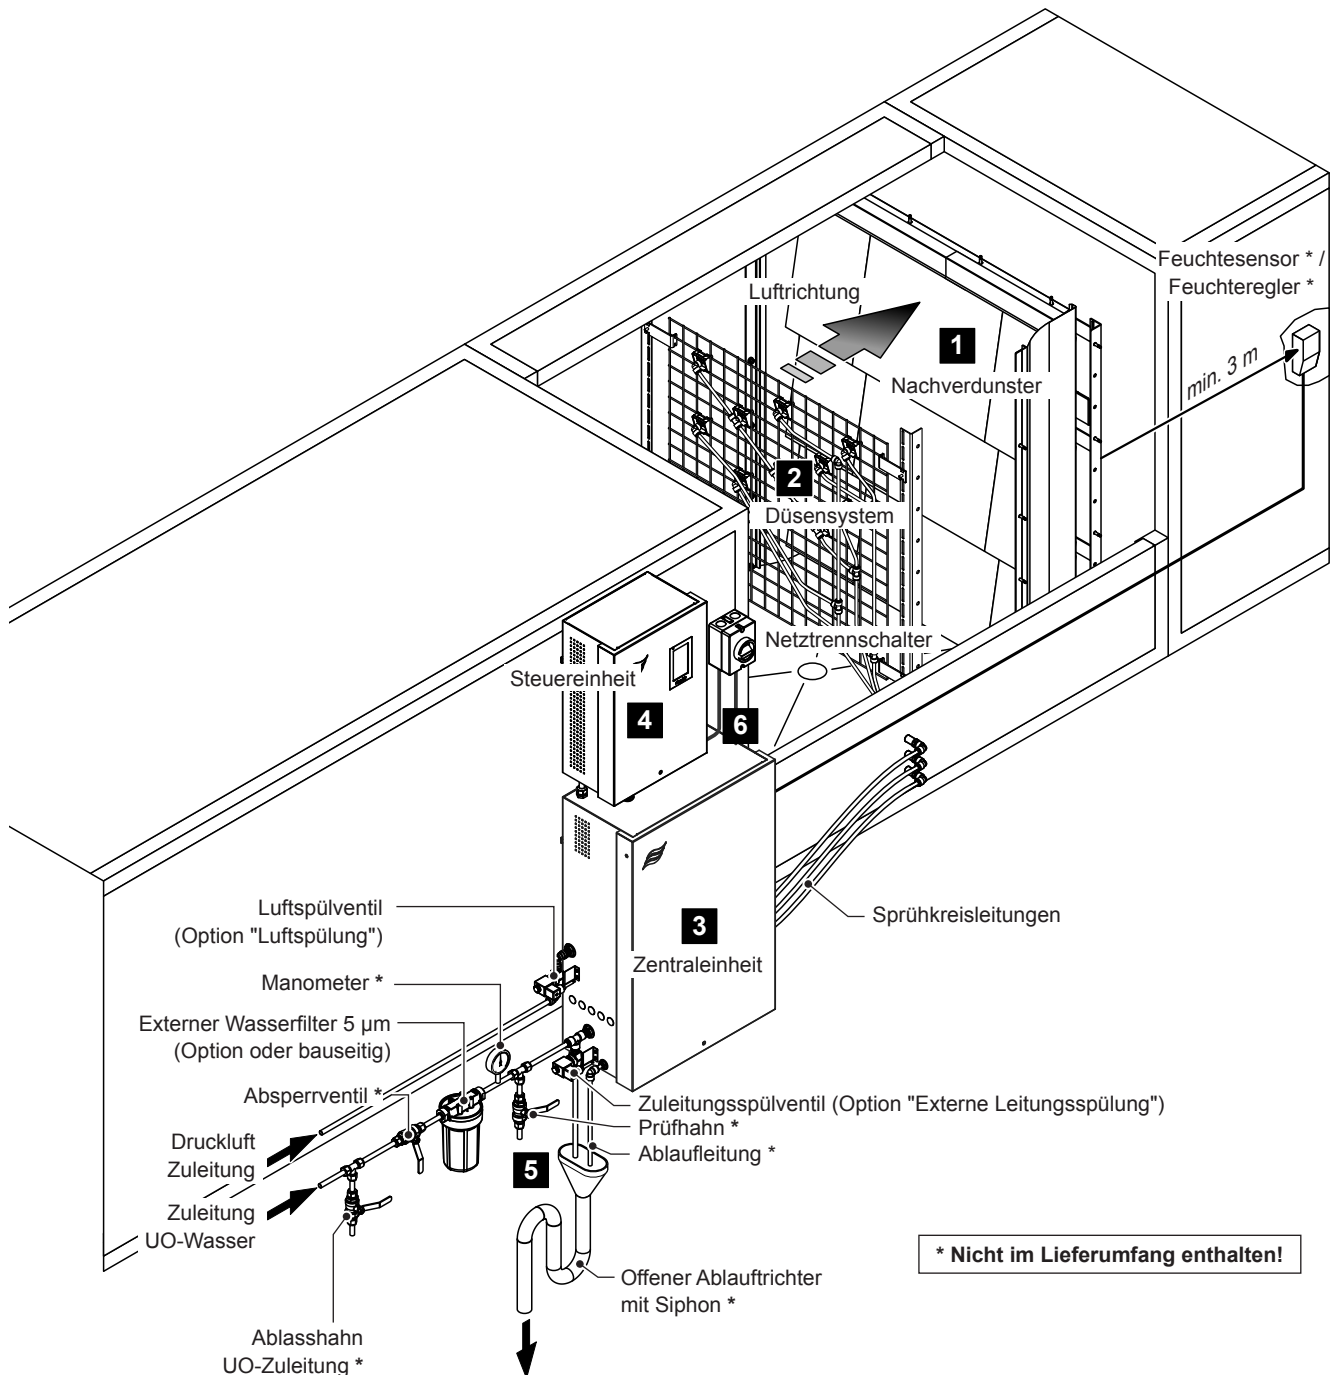 Feuchtesensor * /
Feuchteregler *
Luftrichtung
1
Nachverdunster
min. 3 m
2
Düsensystem
Netztrennschalter
Steuereinheit
4
6
Luftspülventil
(Option "Luftspülung")
3
Zentraleinheit
Sprühkreisleitungen
Manometer *
Externer Wasserfilter 5 µm
(Option oder bauseitig)
Absperrventil *
Zuleitungsspülventil (Option "Externe Leitungsspülung")
Prüfhahn *
Ablaufleitung *
Druckluft
Zuleitung
5
Zuleitung
UO-Wasser
* Nicht im Lieferumfang enthalten!
Offener Ablauftrichter
mit Siphon *
Ablasshahn
UO-Zuleitung *